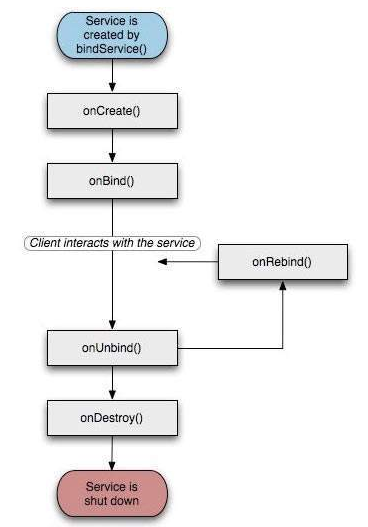 Service is
created by
bindService()
onCreate()
onBind()
Client interacts with the service
onRebind()
onUnbind()
onDestroy()
Service is
shut down